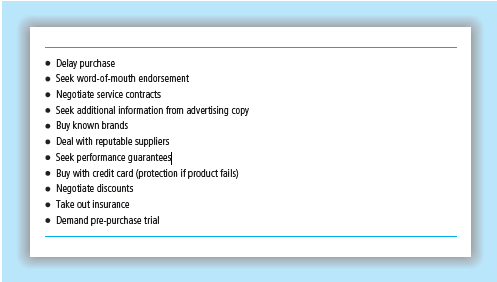 • Delay purchase
• Seek word-of-mouth endorsement
• Negotiate service contracts
• Seek additional information from advertising copy
• Buy known brands
• Deal with reputable suppliers
• Seek performance guarantees
• Buy with credit card (protection if product fails)
• Negotiate discounts
• Take out insurance
• Demand pre-purchase trial